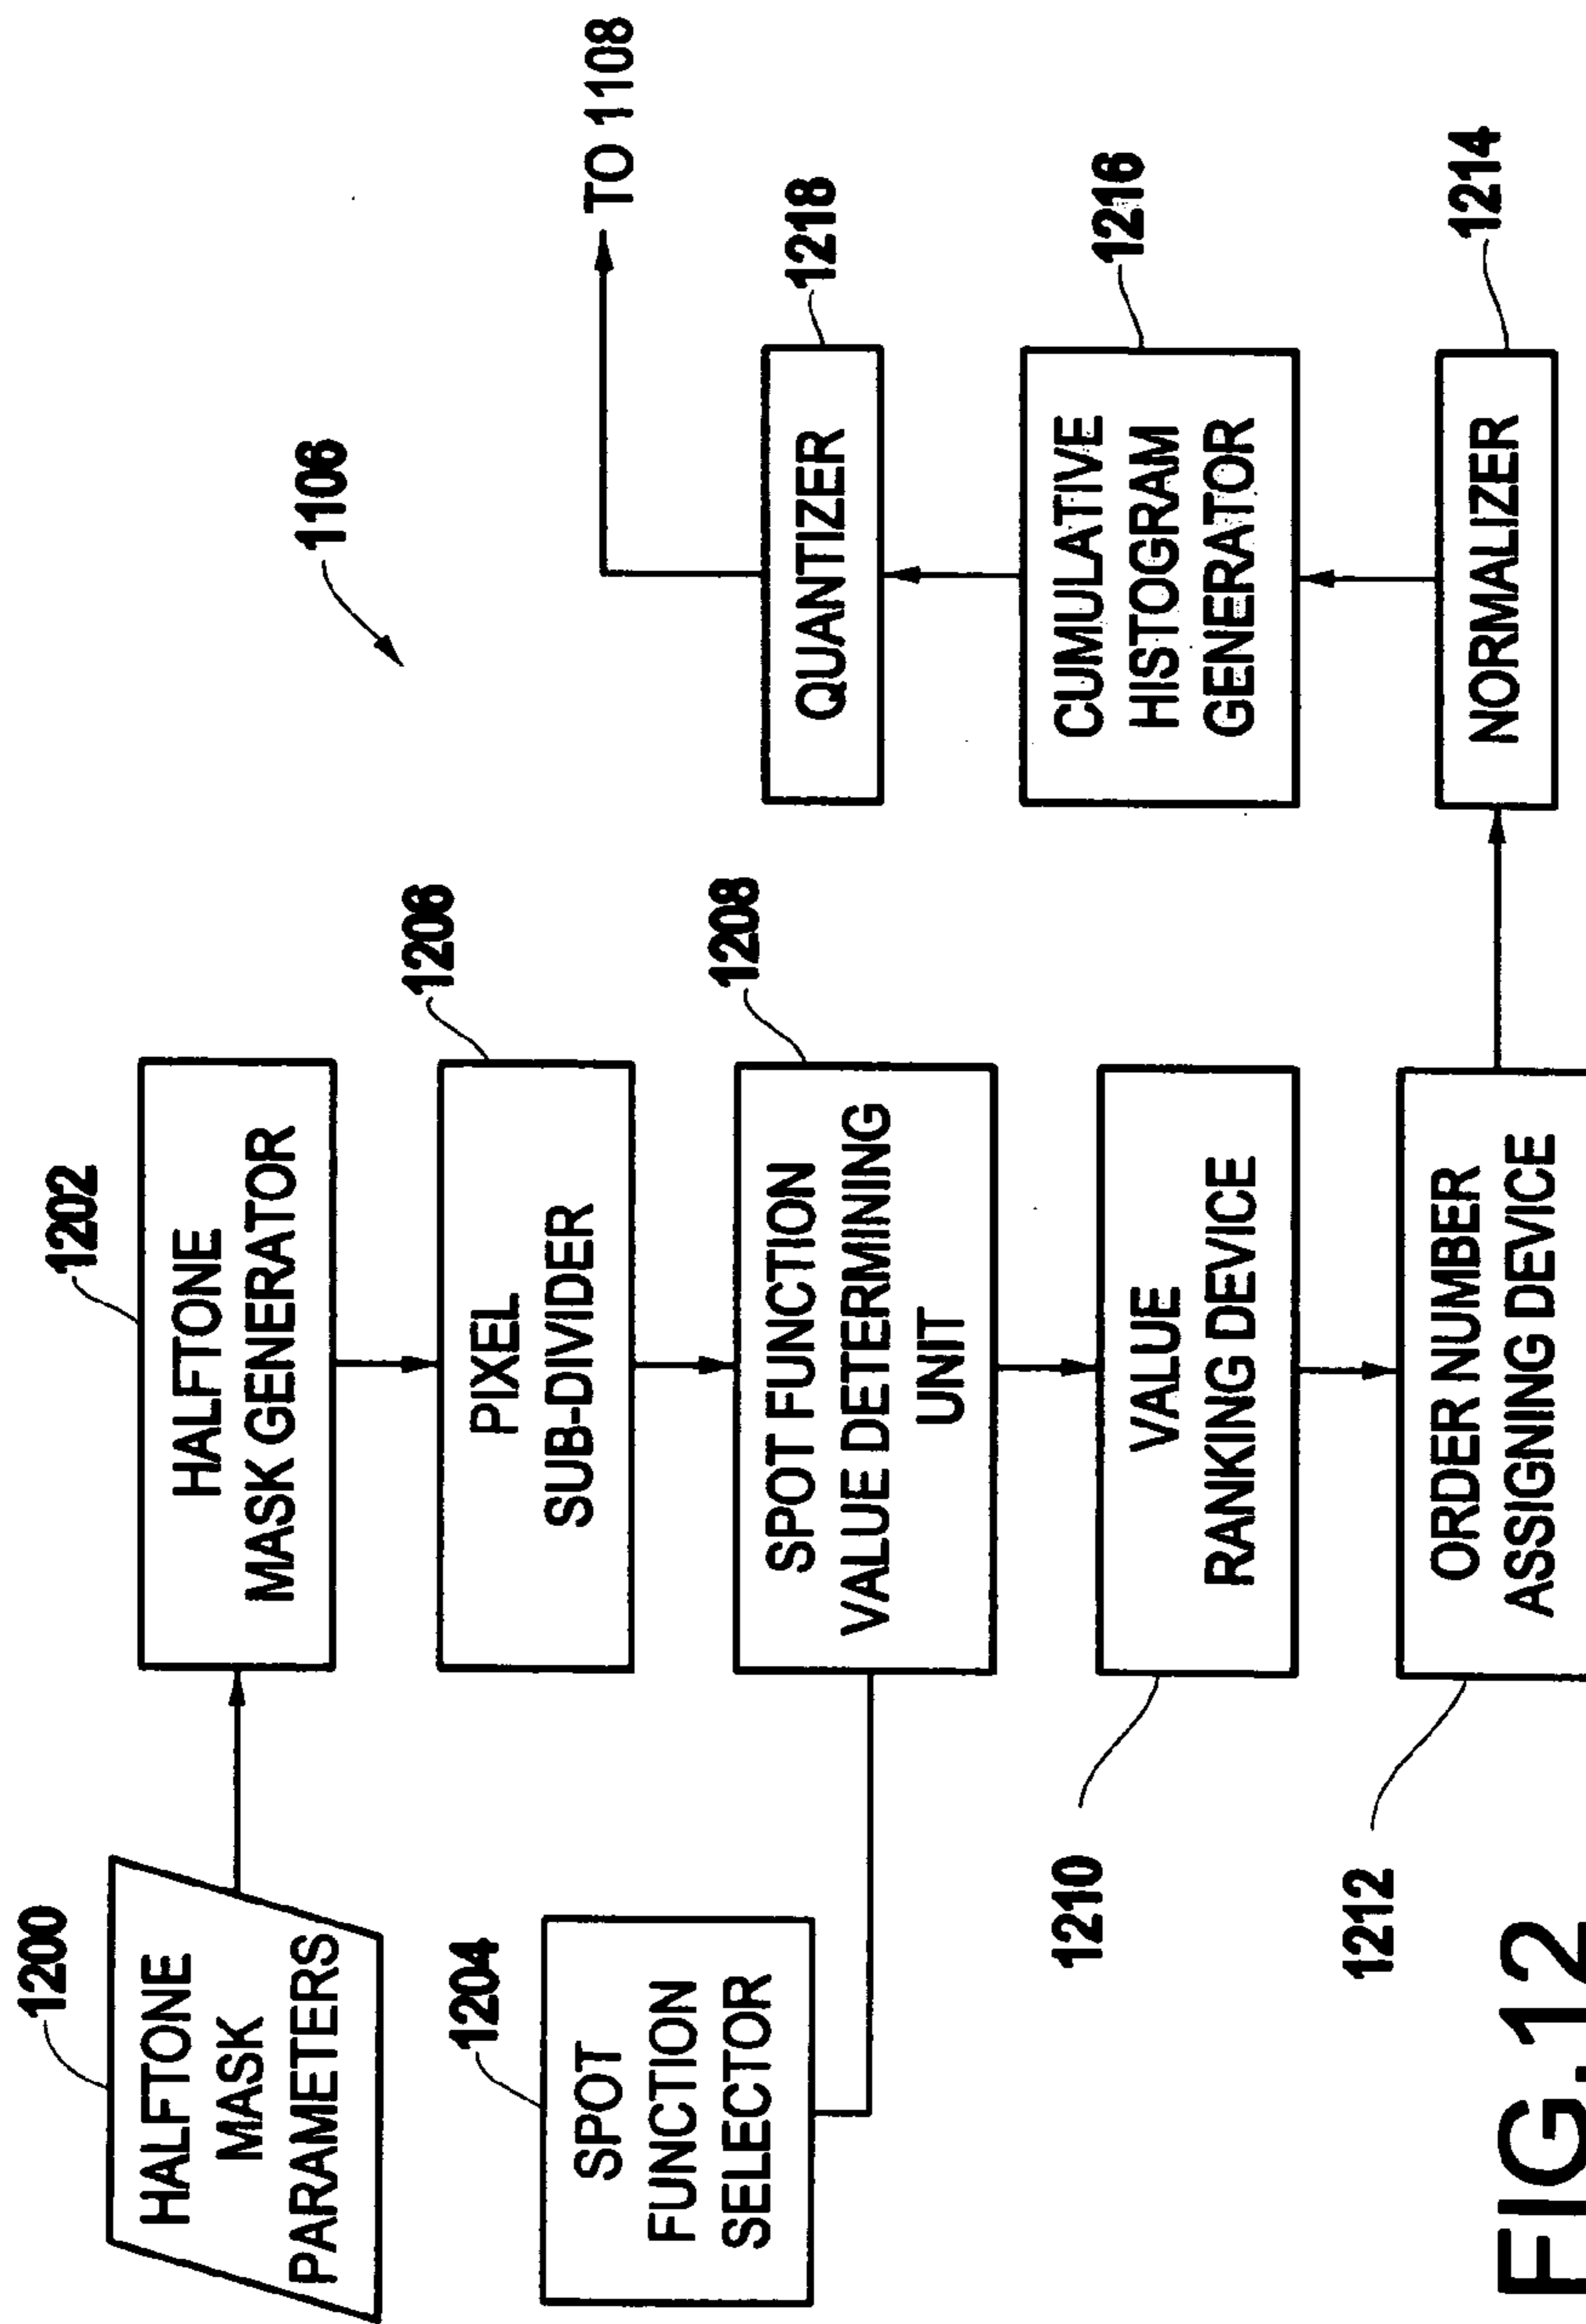 1200
HALFTONE
MASK
PARAMETERS
1202
HALFTONE
MASK GENERATOR
1106
TO 1108
1204
SPOT
FUNCTION
SELECTOR
1206
PIXEL
SUB-DIVIDER
1208
SPOT FUNCTION
VALUE DETERMINING
UNIT
1210
VALUE
RANKING DEVICE
1212
ORDER NUMBER
ASSIGNING DEVICE
1218
QUANTIZER
1216
CUMULATIVE
HISTOGRAM
GENERATOR
1214
NORMALIZER
FIG.12